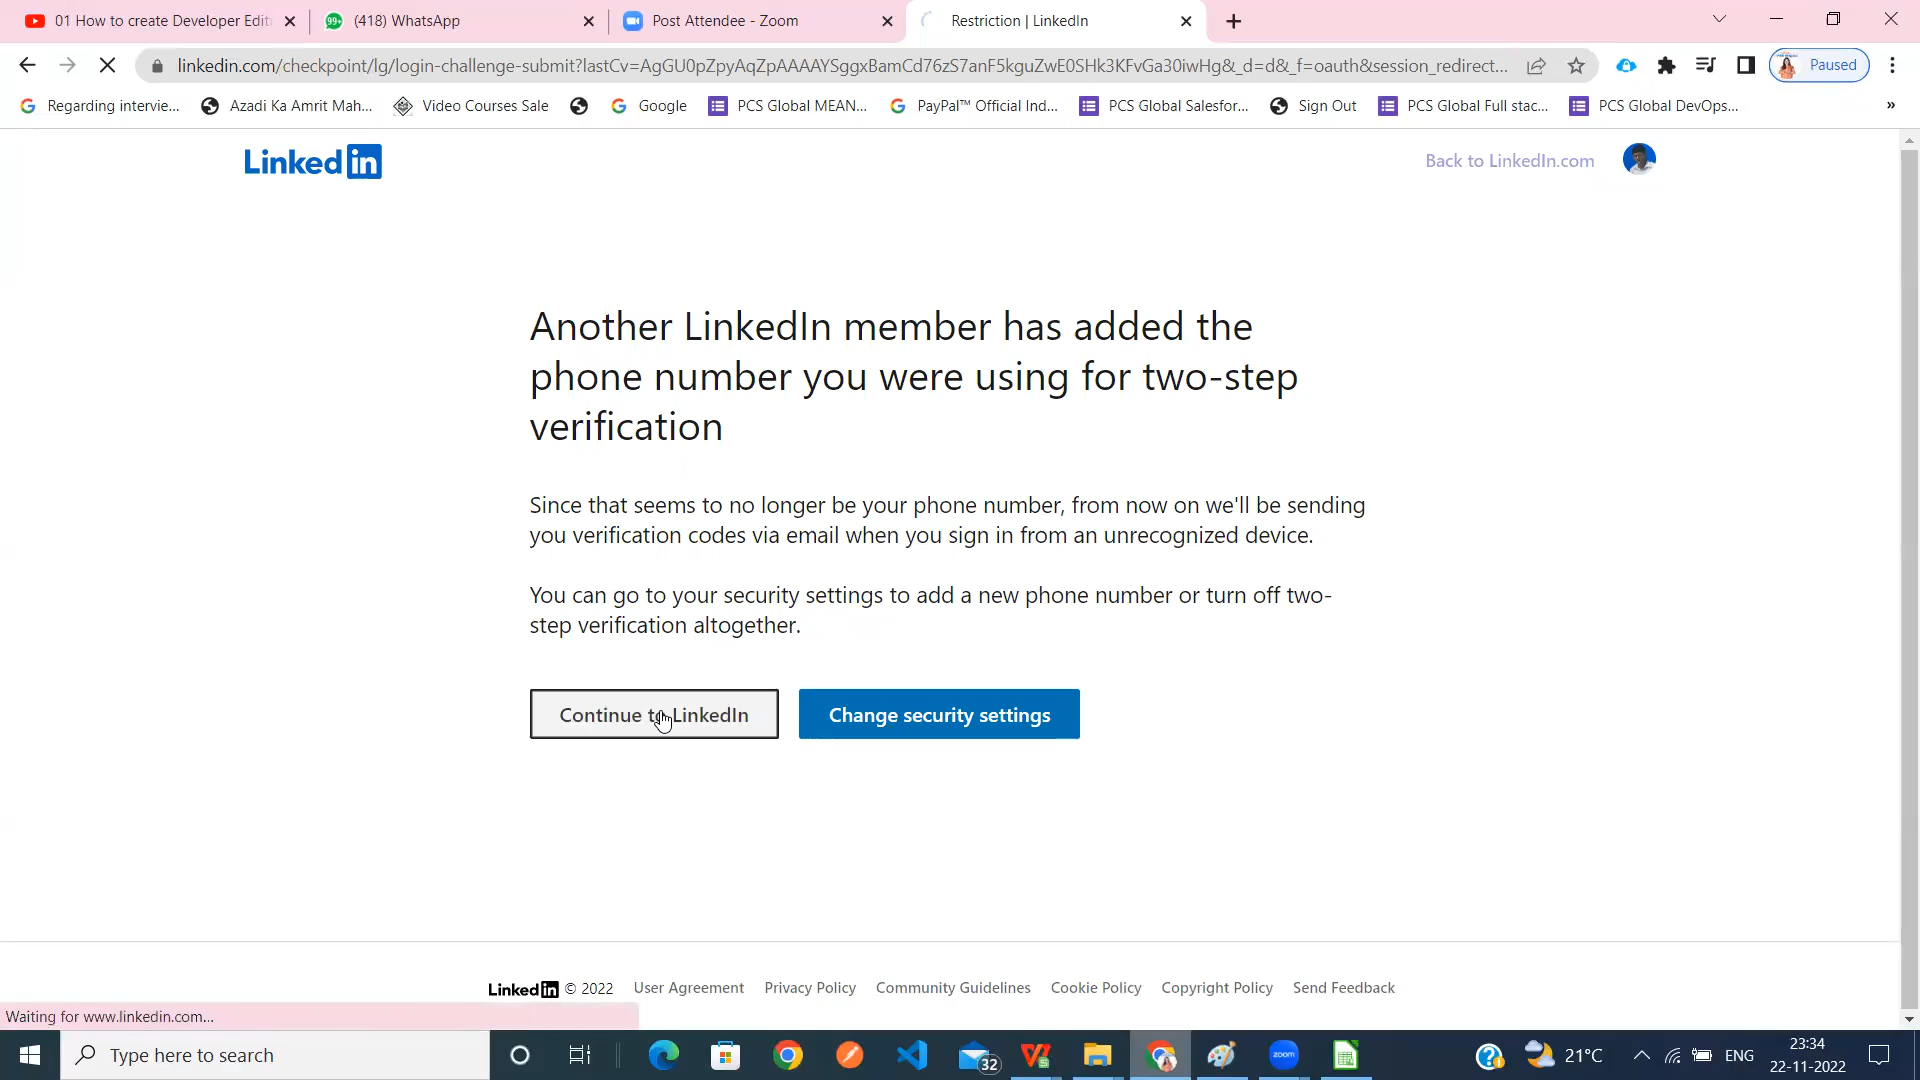 01 How to create Developer Edit
(418) WhatsApp
Post Attendee - Zoom
Restriction | LinkedIn
linkedin.com/checkpoint/lg/login-challenge-submit?lastCv=AgGU0pZpyAqZpAAAAYSggxBamCd76zS7anF5kguZwE0SHk3KFvGa30iwHg&_d=d&_f=oauth&session_redirect...
Paused
Regarding intervie...
Azadi Ka Amrit Mah...
Video Courses Sale
Google
PCS Global MEAN...
PayPal™ Official Ind...
PCS Global Salesfor...
Sign Out
PCS Global Full stac...
PCS Global DevOps...
»
LinkedIn
Back to LinkedIn.com
Another LinkedIn member has added the
phone number you were using for two-step
verification
Since that seems to no longer be your phone number, from now on we'll be sending
you verification codes via email when you sign in from an unrecognized device.
You can go to your security settings to add a new phone number or turn off two-
step verification altogether.
Continue to LinkedIn
Change security settings
LinkedIn © 2022
User Agreement
Privacy Policy
Community Guidelines
Cookie Policy
Copyright Policy
Send Feedback
Waiting for www.linkedin.com...
Type here to search
32
zoom
21°C
ENG
23:34
22-11-2022